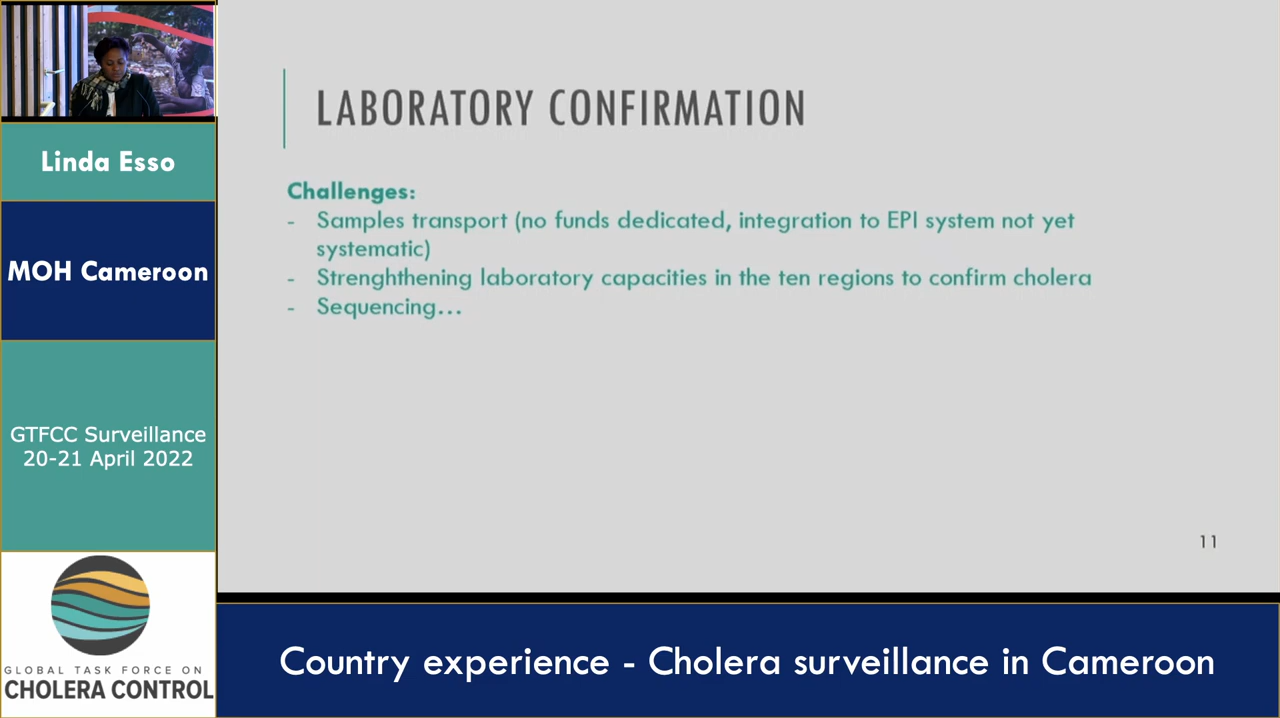 Linda Esso
MOH Cameroon
GTFCC Surveillance
20-21 April 2022
GLOBAL TASK FORCE ON
CHOLERA CONTROL
LABORATORY CONFIRMATION
Challenges:
- Samples transport (no funds dedicated, integration to EPI system not yet
systematic)
- Strenghthening laboratory capacities in the ten regions to confirm cholera
- Sequencing...
11
Country experience - Cholera surveillance in Cameroon